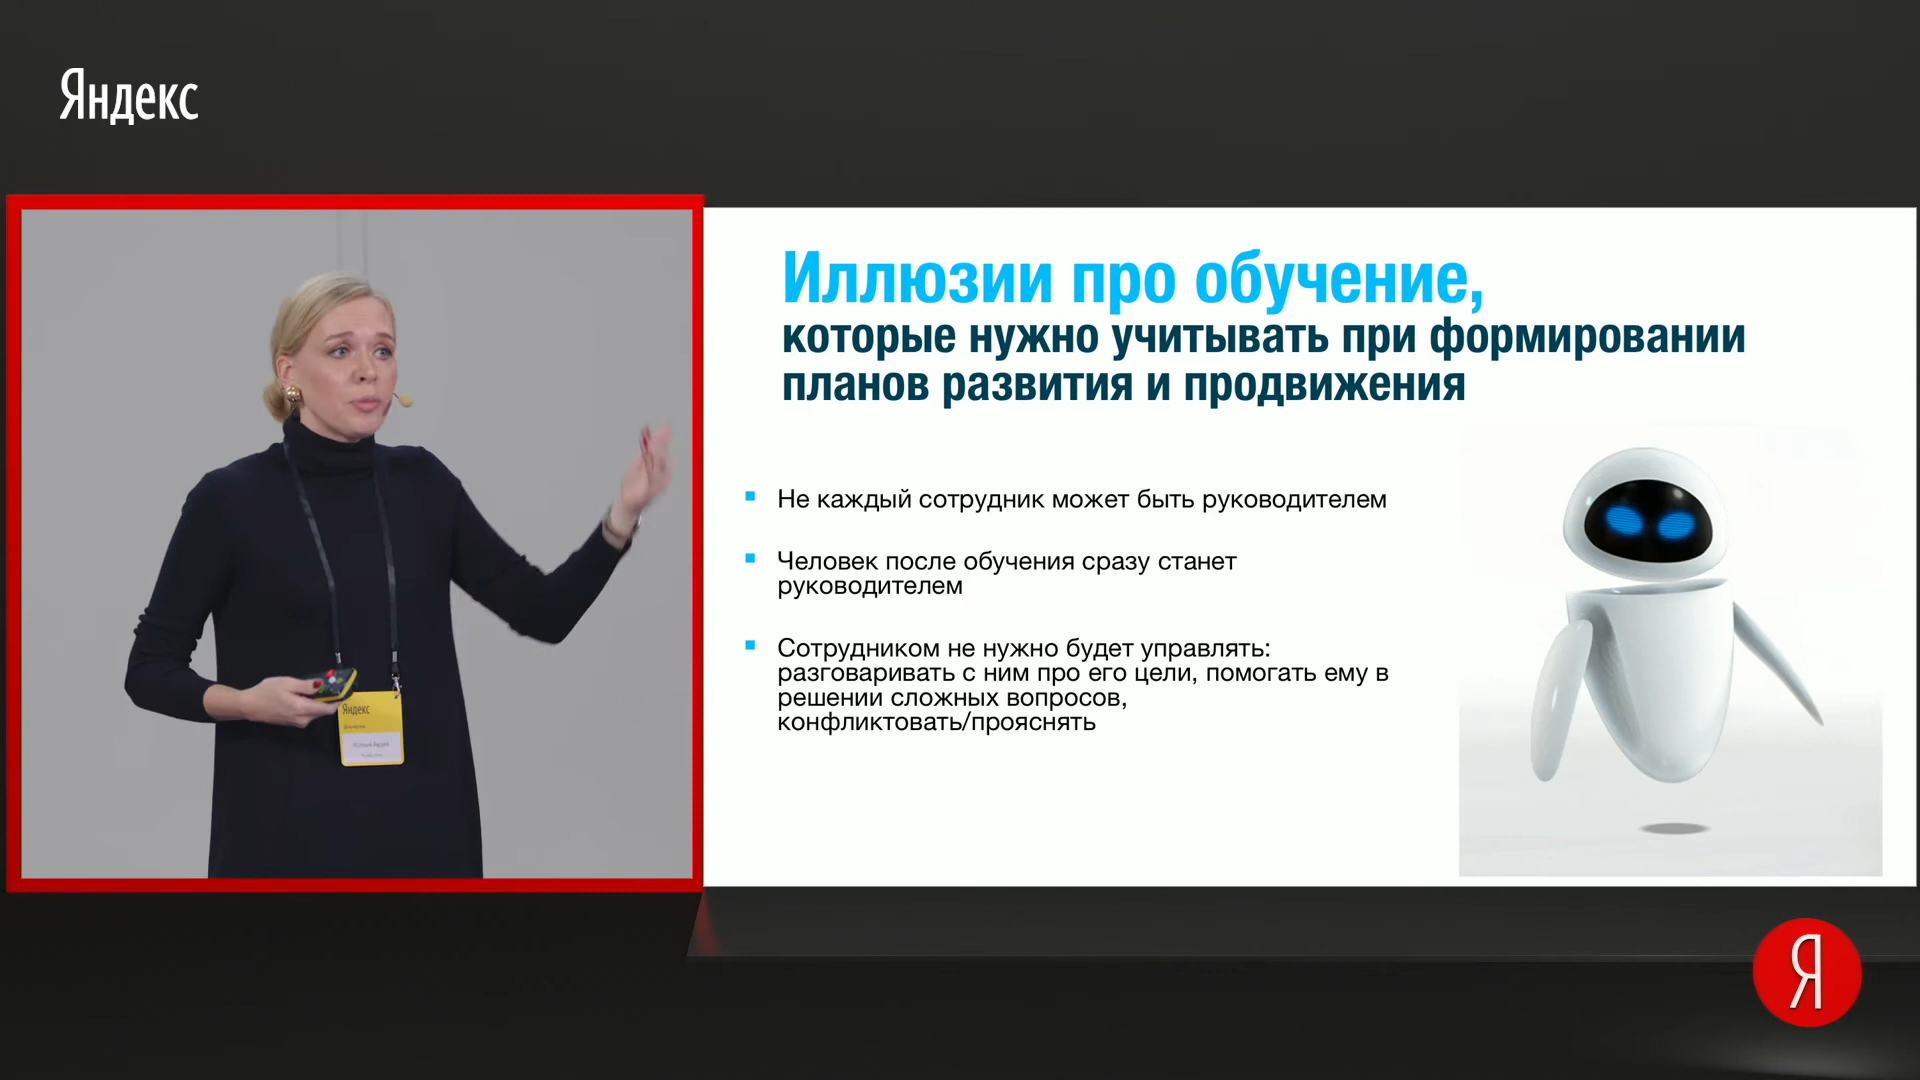 Яндекс
Иллюзии про обучение,
которые нужно учитывать при формировании
планов развития и продвижения
Не каждый сотрудник может быть руководителем
Человек после обучения сразу станет
руководителем
Сотрудником не нужно будет управлять:
разговаривать с ним про его цели, помогать ему в
решении сложных вопросов,
конфликтовать/прояснять
Яндекс
Я